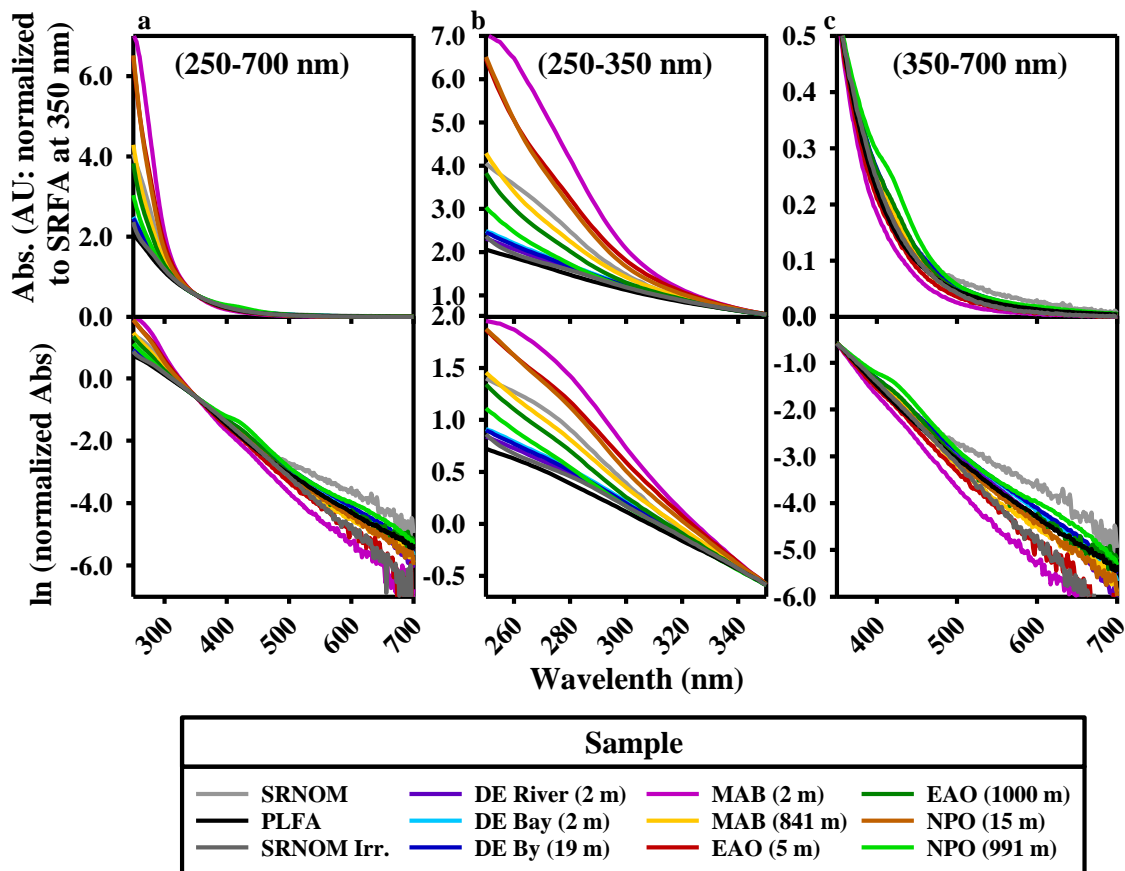 a
b
c
(250-700 nm)
(250-350 nm)
(350-700 nm)
Abs. (AU: normalized
to SRFA at 350 nm)
6.0
4.0
2.0
0.0
7.0
6.0
5.0
4.0
3.0
2.0
1.0
0.5
0.4
0.3
0.2
0.1
0.0
ln (normalized Abs)
0.0
-2.0
-4.0
-6.0
2.0
1.5
1.0
0.5
0.0
-0.5
-1.0
-2.0
-3.0
-4.0
-5.0
-6.0
300
400
500
600
700
260
280
300
320
340
400
500
600
700
Wavelenth (nm)
Sample
SRNOM
DE River (2 m)
MAB (2 m)
EAO (1000 m)
PLFA
DE Bay (2 m)
MAB (841 m)
NPO (15 m)
SRNOM Irr.
DE By (19 m)
EAO (5 m)
NPO (991 m)